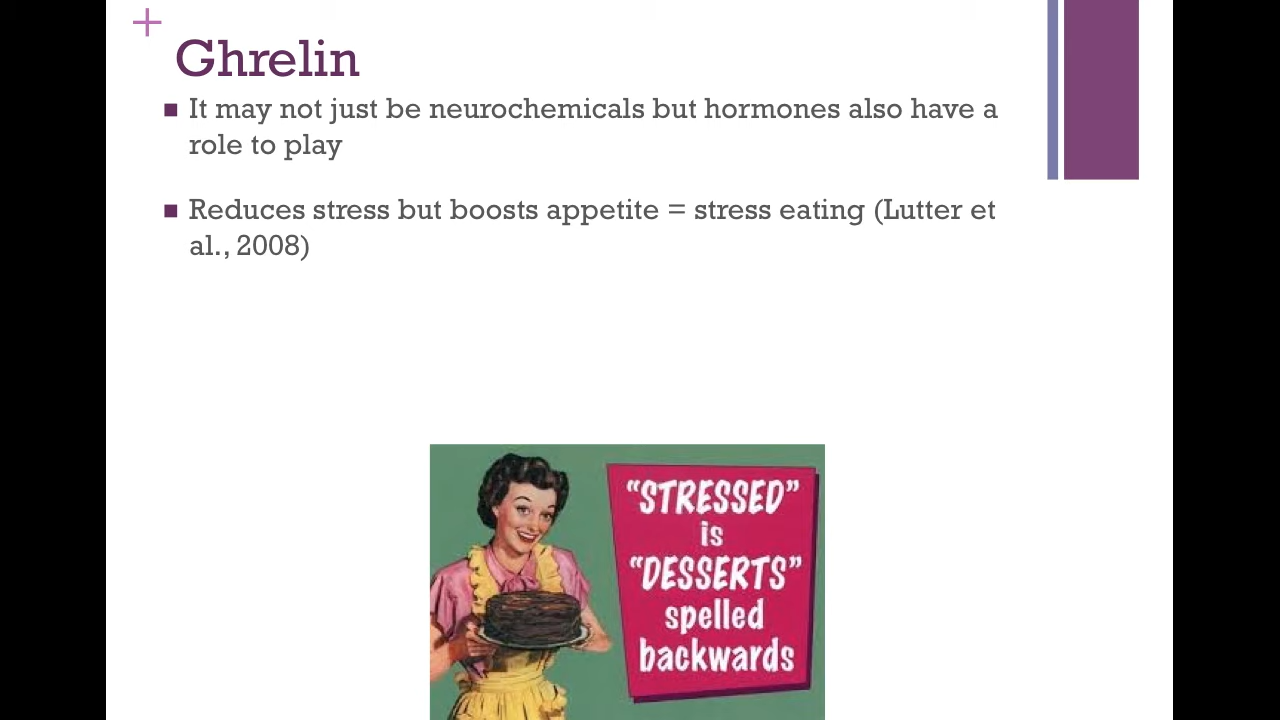 Ghrelin
It may not just be neurochemicals but hormones also have a
role to play
Reduces stress but boosts appetite = stress eating (Lutter et
al., 2008)
“STRESSED”
is
“DESSERTS”
spelled
backwards